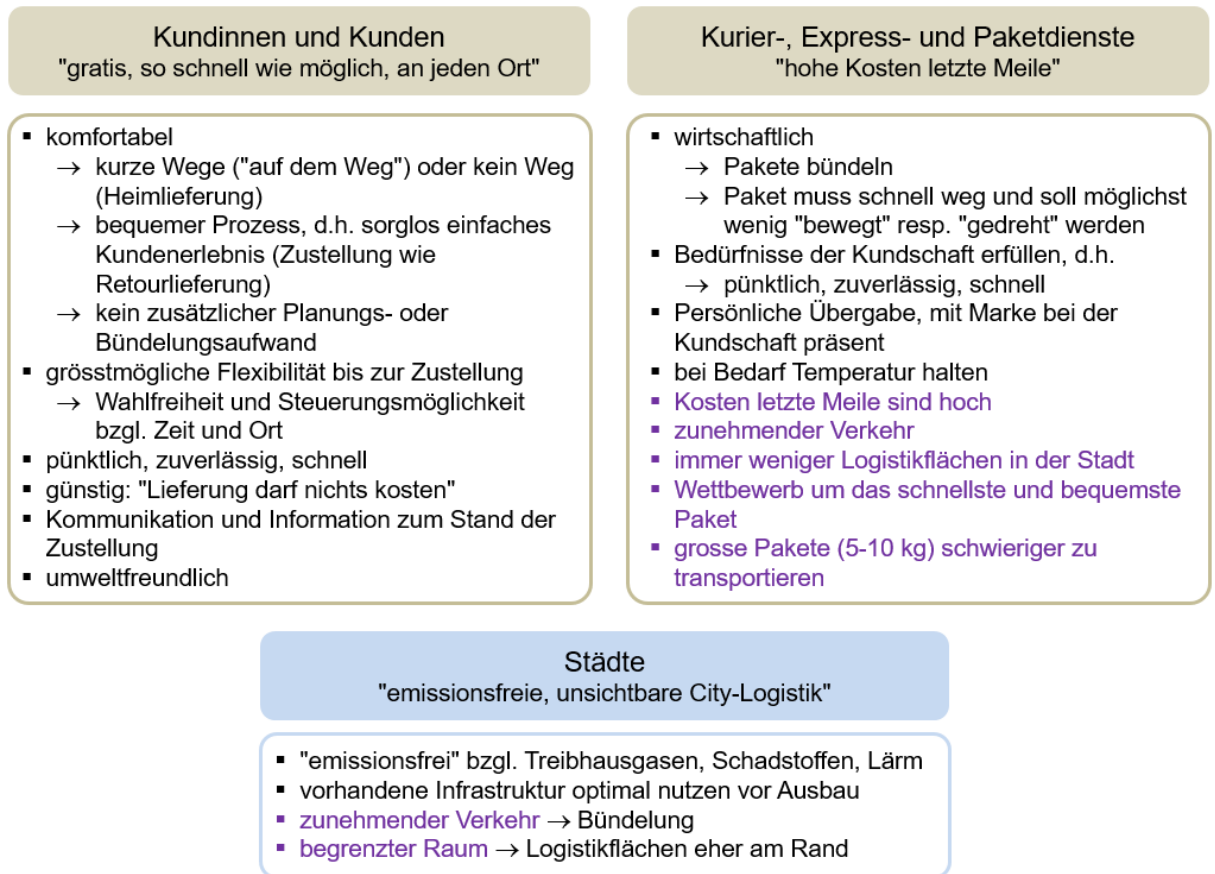 Kundinnen und Kunden
"gratis, so schnell wie möglich, an jeden Ort"
▪ komfortabel
→ kurze Wege ("auf dem Weg") oder kein Weg
(Heimlieferung)
→ bequemer Prozess, d.h. sorglos einfaches
Kundenerlebnis (Zustellung wie
Retourlieferung)
→ kein zusätzlicher Planungs- oder
Bündelungsaufwand
▪ grösstmögliche Flexibilität bis zur Zustellung
→ Wahlfreiheit und Steuerungsmöglichkeit
bzgl. Zeit und Ort
▪ pünktlich, zuverlässig, schnell
▪ günstig: "Lieferung darf nichts kosten"
▪ Kommunikation und Information zum Stand der
Zustellung
▪ umweltfreundlich
Kurier-, Express- und Paketdienste
"hohe Kosten letzte Meile"
▪ wirtschaftlich
→ Pakete bündeln
→ Paket muss schnell weg und soll möglichst
wenig "bewegt" resp. "gedreht" werden
▪ Bedürfnisse der Kundschaft erfüllen, d.h.
→ pünktlich, zuverlässig, schnell
▪ Persönliche Übergabe, mit Marke bei der
Kundschaft präsent
▪ bei Bedarf Temperatur halten
▪ Kosten letzte Meile sind hoch
▪ zunehmender Verkehr
▪ immer weniger Logistikflächen in der Stadt
▪ Wettbewerb um das schnellste und bequemste
Paket
▪ grosse Pakete (5-10 kg) schwieriger zu
transportieren
Städte
"emissionsfreie, unsichtbare City-Logistik"
▪ "emissionsfrei" bzgl. Treibhausgasen, Schadstoffen, Lärm
▪ vorhandene Infrastruktur optimal nutzen vor Ausbau
▪ zunehmender Verkehr → Bündelung
▪ begrenzter Raum → Logistikflächen eher am Rand